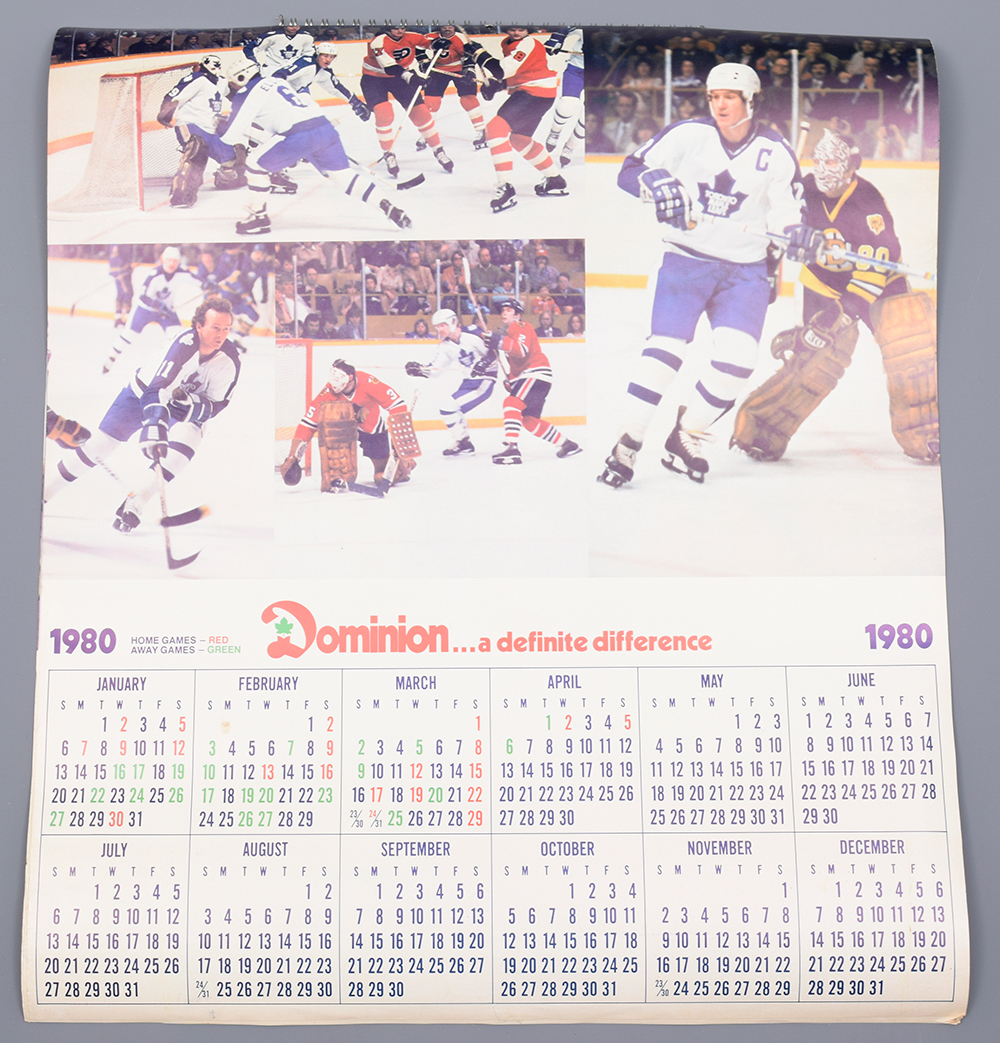 C
11
2
35
30
1980
HOME GAMES – RED
AWAY GAMES – GREEN
Dominion...a definite difference
1980
JANUARY
S M T W T F S
1 2 3 4 5
6 7 8 9 10 11 12
13 14 15 16 17 18 19
20 21 22 23 24 25 26
27 28 29 30 31
FEBRUARY
S M T W T F S
1 2
3 4 5 6 7 8 9
10 11 12 13 14 15 16
17 18 19 20 21 22 23
24 25 26 27 28 29
MARCH
S M T W T F S
1
2 3 4 5 6 7 8
9 10 11 12 13 14 15
16 17 18 19 20 21 22
23/30 24/31 25 26 27 28 29
APRIL
S M T W T F S
1 2 3 4 5
6 7 8 9 10 11 12
13 14 15 16 17 18 19
20 21 22 23 24 25 26
27 28 29 30
MAY
S M T W T F S
1 2 3
4 5 6 7 8 9 10
11 12 13 14 15 16 17
18 19 20 21 22 23 24
25 26 27 28 29 30 31
JUNE
S M T W T F S
1 2 3 4 5 6 7
8 9 10 11 12 13 14
15 16 17 18 19 20 21
22 23 24 25 26 27 28
29 30
JULY
S M T W T F S
1 2 3 4 5
6 7 8 9 10 11 12
13 14 15 16 17 18 19
20 21 22 23 24 25 26
27 28 29 30 31
AUGUST
S M T W T F S
1 2
3 4 5 6 7 8 9
10 11 12 13 14 15 16
17 18 19 20 21 22 23
24/31 25 26 27 28 29 30
SEPTEMBER
S M T W T F S
1 2 3 4 5 6
7 8 9 10 11 12 13
14 15 16 17 18 19 20
21 22 23 24 25 26 27
28 29 30
OCTOBER
S M T W T F S
1 2 3 4
5 6 7 8 9 10 11
12 13 14 15 16 17 18
19 20 21 22 23 24 25
26 27 28 29 30 31
NOVEMBER
S M T W T F S
1
2 3 4 5 6 7 8
9 10 11 12 13 14 15
16 17 18 19 20 21 22
23/30 24 25 26 27 28 29
DECEMBER
S M T W T F S
1 2 3 4 5 6
7 8 9 10 11 12 13
14 15 16 17 18 19 20
21 22 23 24 25 26 27
28 29 30 31